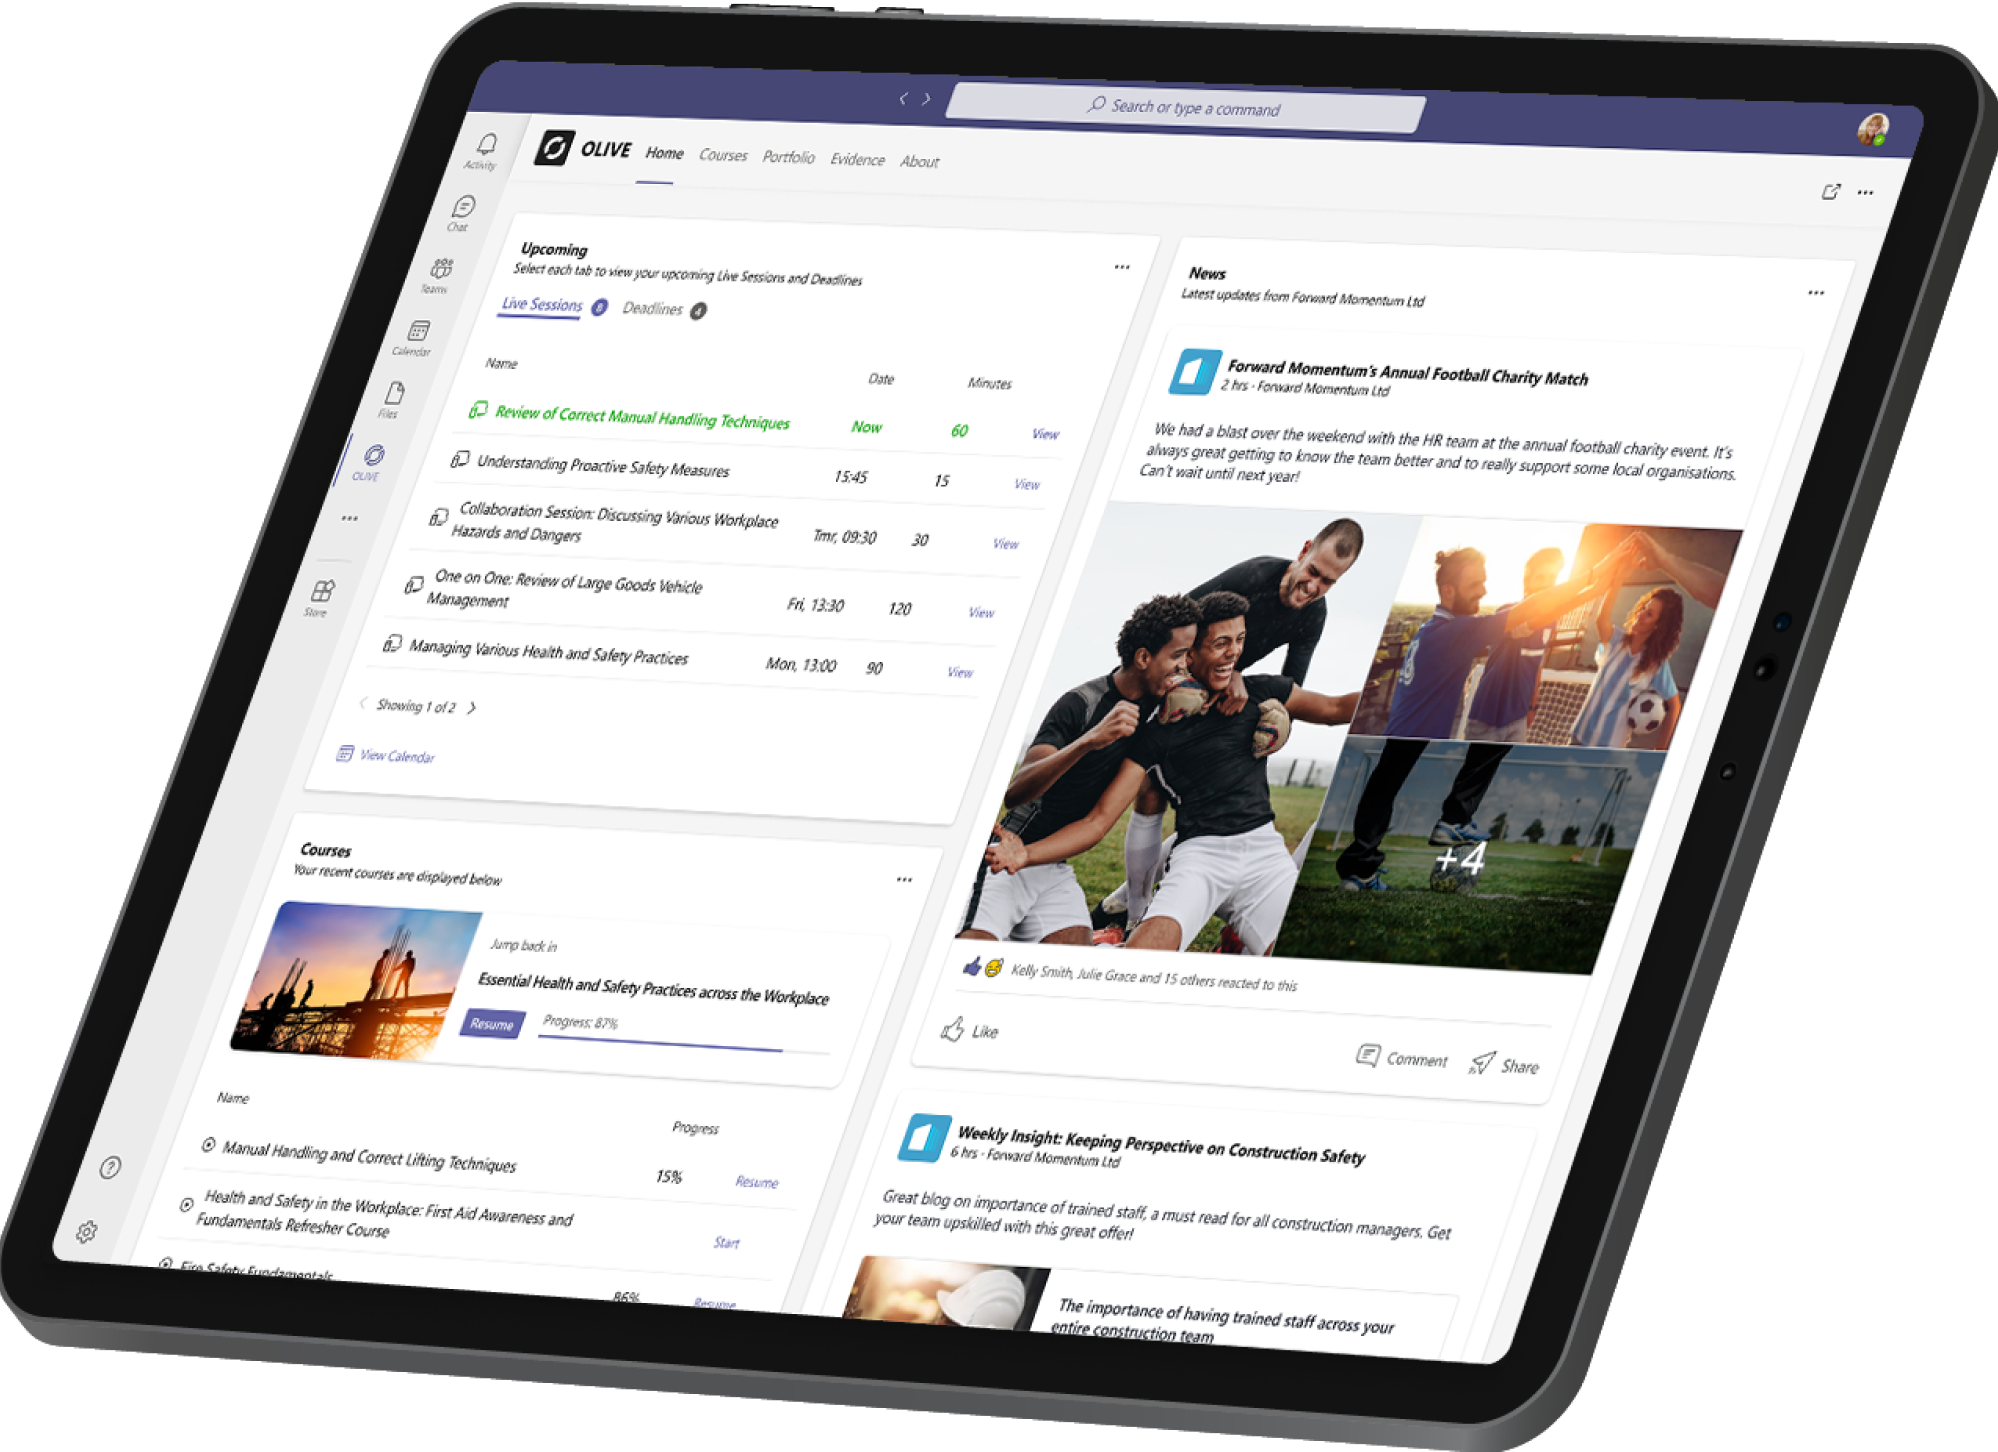 Search or type a command
Activity
Chat
Teams
Calendar
Files
OLIVE
Store
OLIVE Home Courses Portfolio Evidence About
Upcoming
Select each tab to view your upcoming Live Sessions and Deadlines
Live Sessions 8 Deadlines 4
Name Date Minutes
Review of Correct Manual Handling Techniques Now 60 View
Understanding Proactive Safety Measures 15:45 15 View
Collaboration Session: Discussing Various Workplace
Hazards and Dangers Tmr, 09:30 30 View
One on One: Review of Large Goods Vehicle
Management Fri, 13:30 120 View
Managing Various Health and Safety Practices Mon, 13:00 90 View
Showing 1 of 2
View Calendar
Courses
Your recent courses are displayed below
Jump back in
Essential Health and Safety Practices across the Workplace
Resume Progress: 87%
Name Progress
Manual Handling and Correct Lifting Techniques 15% Resume
Health and Safety in the Workplace: First Aid Awareness and
Fundamentals Refresher Course Start
Fire Safety Fundamentals 86% Resume
News
Latest updates from Forward Momentum Ltd
Forward Momentum's Annual Football Charity Match
2 hrs - Forward Momentum Ltd
We had a blast over the weekend with the HR team at the annual football charity event. It's
always great getting to know the team better and to really support some local organisations.
Can't wait until next year!
+4
Kelly Smith, Julie Grace and 15 others reacted to this
Like Comment Share
Weekly Insight: Keeping Perspective on Construction Safety
6 hrs - Forward Momentum Ltd
Great blog on importance of trained staff, a must read for all construction managers. Get
your team upskilled with this great offer!
The importance of having trained staff across your
entire construction team